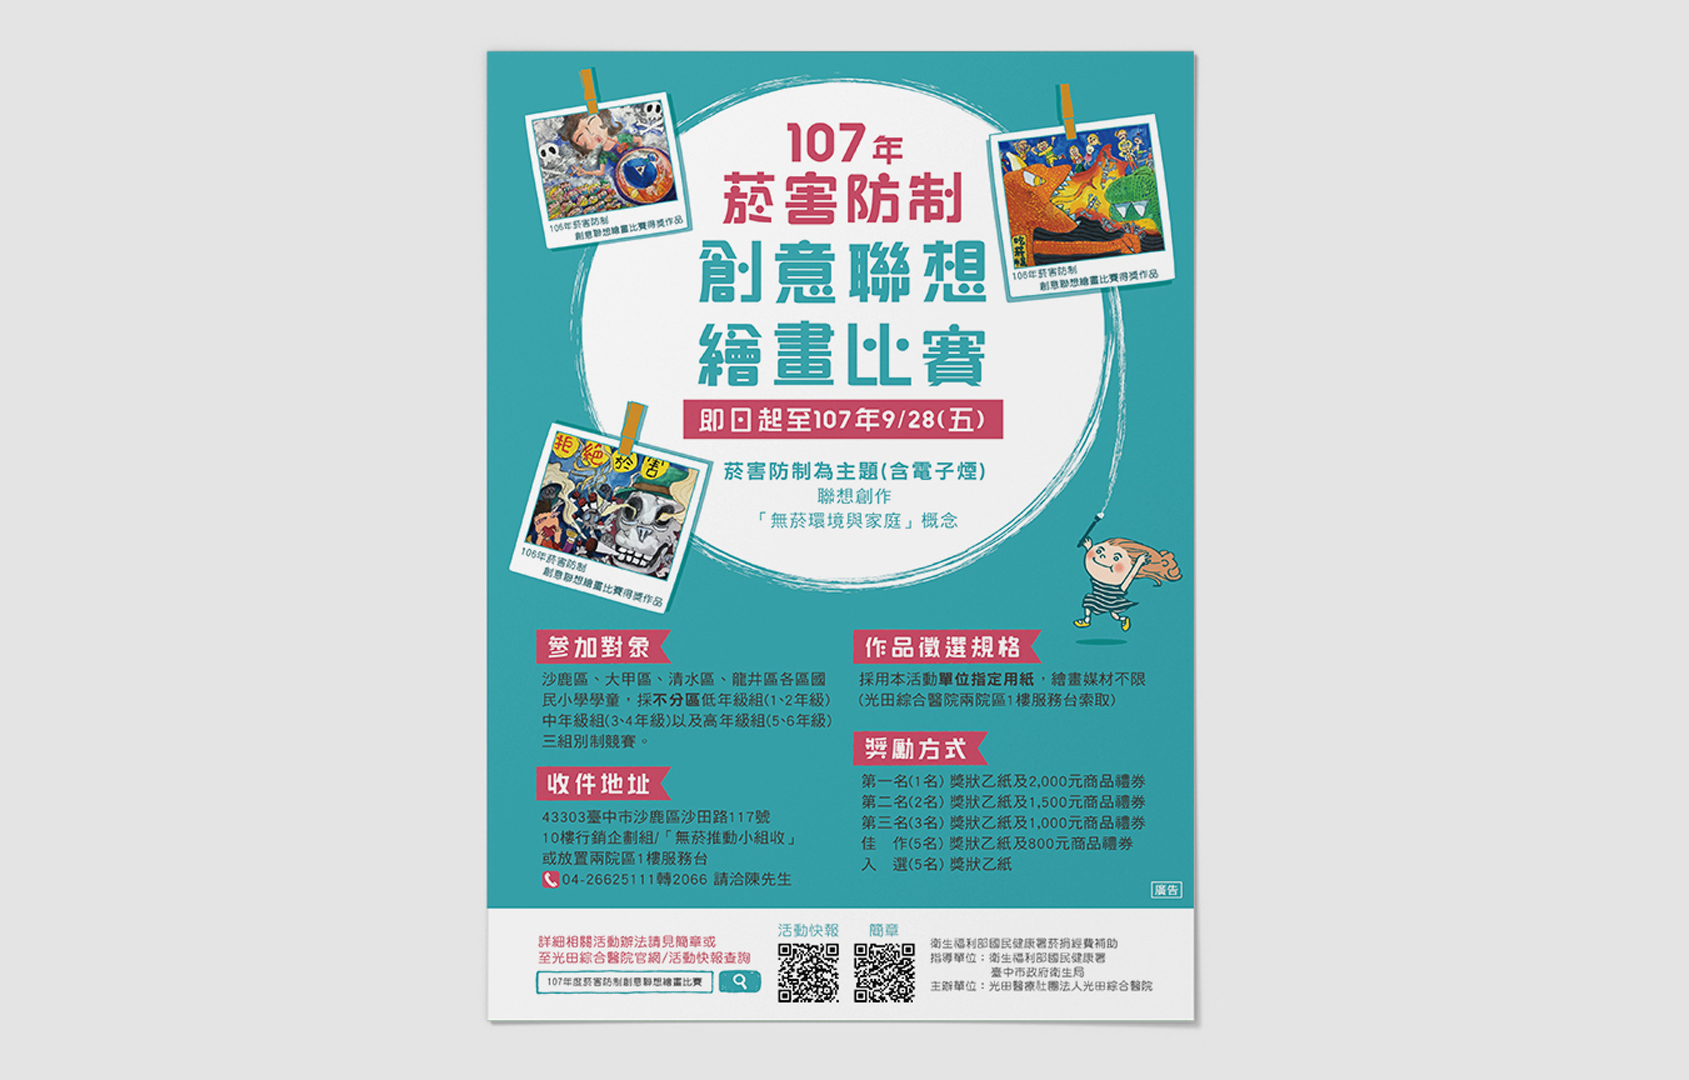 107年
菸害防制
創意聯想
繪畫比賽
即日起至107年9/28(五)
菸害防制為主題(含電子煙)
聯想創作
「無菸環境與家庭」概念
106年菸害防制
創意聯想繪畫比賽得獎作品
106年菸害防制
創意聯想繪畫比賽得獎作品
拒絕菸害
106年菸害防制
創意聯想繪畫比賽得獎作品
參加對象
沙鹿區、大甲區、清水區、龍井區各區國
民小學學童，採不分區低年級組(1、2年級)
中年級組(3、4年級)以及高年級組(5、6年級)
三組別制競賽。
收件地址
43303臺中市沙鹿區沙田路117號
10樓行銷企劃組/「無菸推動小組收」
或放置兩院區1樓服務台
04-26625111轉2066 請洽陳先生
作品徵選規格
採用本活動單位指定用紙，繪畫媒材不限
(光田綜合醫院兩院區1樓服務台索取)
獎勵方式
第一名(1名) 獎狀乙紙及2,000元商品禮券
第二名(2名) 獎狀乙紙及1,500元商品禮券
第三名(3名) 獎狀乙紙及1,000元商品禮券
佳　作(5名) 獎狀乙紙及800元商品禮券
入　選(5名) 獎狀乙紙
廣告
詳細相關活動辦法請見簡章或
至光田綜合醫院官網/活動快報查詢
107年度菸害防制創意聯想繪畫比賽
活動快報
簡章
衛生福利部國民健康署菸捐經費補助
指導單位：衛生福利部國民健康署
臺中市政府衛生局
主辦單位：光田醫療社團法人光田綜合醫院